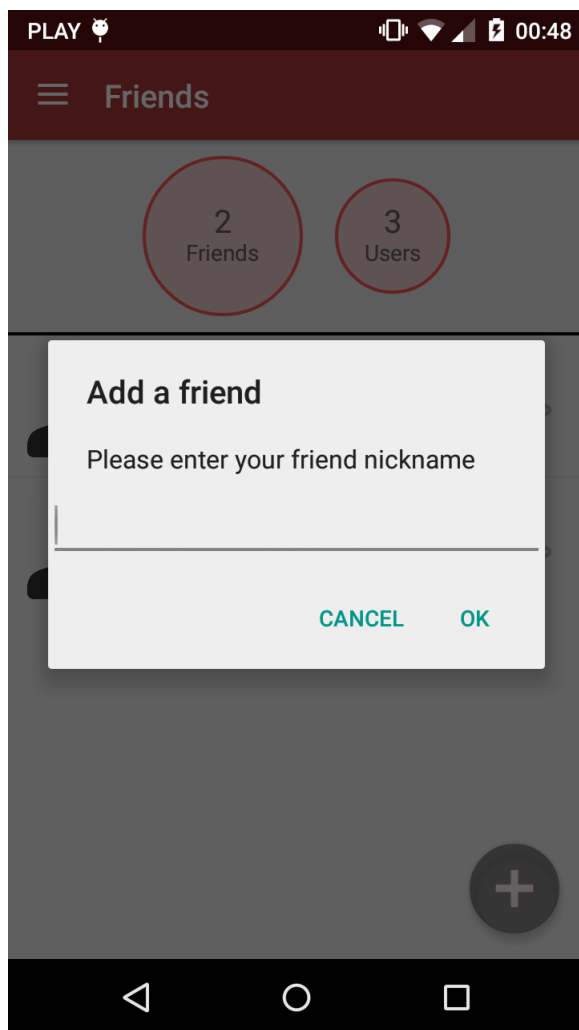 PLAY 00:48
Friends
2
Friends
3
Users
Add a friend
Please enter your friend nickname
CANCEL OK